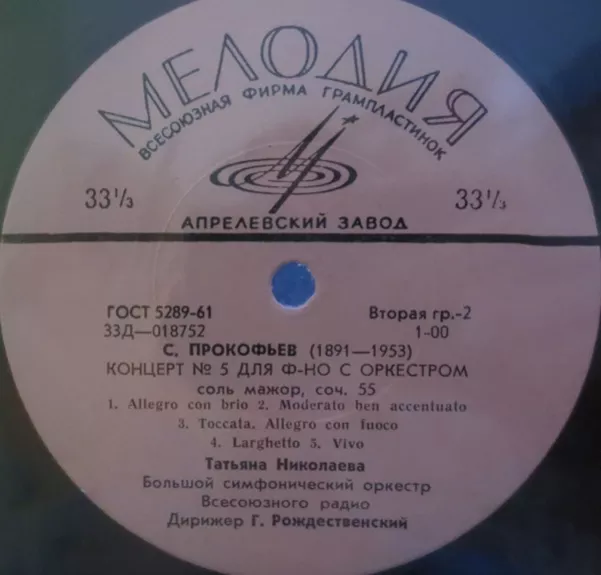 МЕЛОДИЯ
ВСЕСОЮЗНАЯ ФИРМА ГРАМПЛАСТИНОК
33⅓ 33⅓
АПРЕЛЕВСКИЙ ЗАВОД
ГОСТ 5289-61 Вторая гр.-2
33Д—018752 1-00
С. ПРОКОФЬЕВ (1891—1953)
КОНЦЕРТ № 5 ДЛЯ Ф-НО С ОРКЕСТРОМ
соль мажор, соч. 55
1. Allegro con brio 2. Moderato ben accentuato
3. Toccata. Allegro con fuoco
4. Larghetto 5. Vivo
Татьяна Николаева
Большой симфонический оркестр
Всесоюзного радио
Дирижер Г. Рождественский